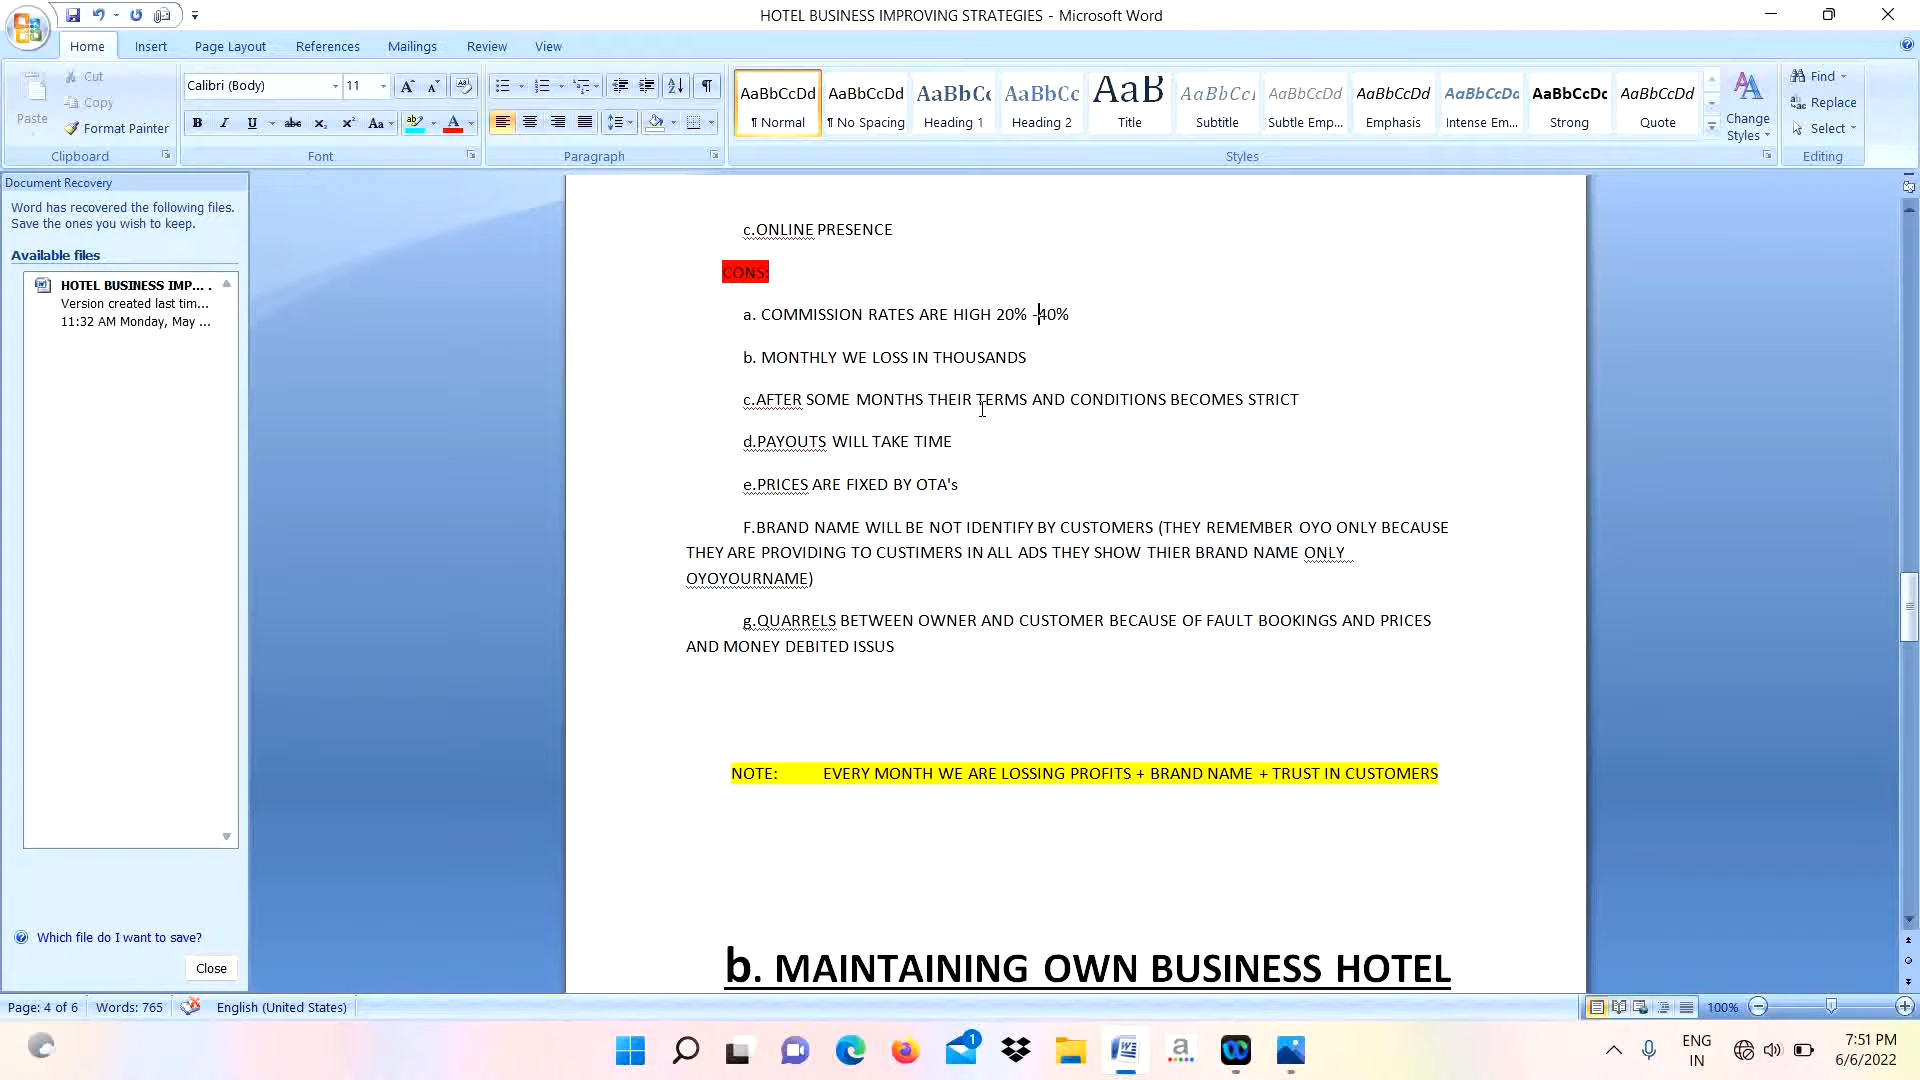 HOTEL BUSINESS IMPROVING STRATEGIES - Microsoft Word
Home Insert Page Layout References Mailings Review View
Paste
Cut
Copy
Format Painter
Clipboard
Calibri (Body) 11
Font
Paragraph
AaBbCcDd AaBbCcDd AaBbCc AaBbCc AaB AaBbCcI AaBbCcDd AaBbCcDd AaBbCcDd AaBbCcDc AaBbCcDd
¶ Normal ¶ No Spacing Heading 1 Heading 2 Title Subtitle Subtle Emp... Emphasis Intense Em... Strong Quote
Change Styles
Styles
Find
Replace
Select
Editing
Document Recovery
Word has recovered the following files.
Save the ones you wish to keep.
Available files
HOTEL BUSINESS IMP... .
Version created last tim...
11:32 AM Monday, May ...
Which file do I want to save?
Close
c.ONLINE PRESENCE
CONS:
a. COMMISSION RATES ARE HIGH 20% -40%
b. MONTHLY WE LOSS IN THOUSANDS
c.AFTER SOME MONTHS THEIR TERMS AND CONDITIONS BECOMES STRICT
d.PAYOUTS WILL TAKE TIME
e.PRICES ARE FIXED BY OTA's
F.BRAND NAME WILL BE NOT IDENTIFY BY CUSTOMERS (THEY REMEMBER OYO ONLY BECAUSE
THEY ARE PROVIDING TO CUSTIMERS IN ALL ADS THEY SHOW THIER BRAND NAME ONLY
OYOYOURNAME)
g.QUARRELS BETWEEN OWNER AND CUSTOMER BECAUSE OF FAULT BOOKINGS AND PRICES
AND MONEY DEBITED ISSUS
NOTE: EVERY MONTH WE ARE LOSSING PROFITS + BRAND NAME + TRUST IN CUSTOMERS
b. MAINTAINING OWN BUSINESS HOTEL
Page: 4 of 6 Words: 765 English (United States) 100%
1
ENG
IN
7:51 PM
6/6/2022